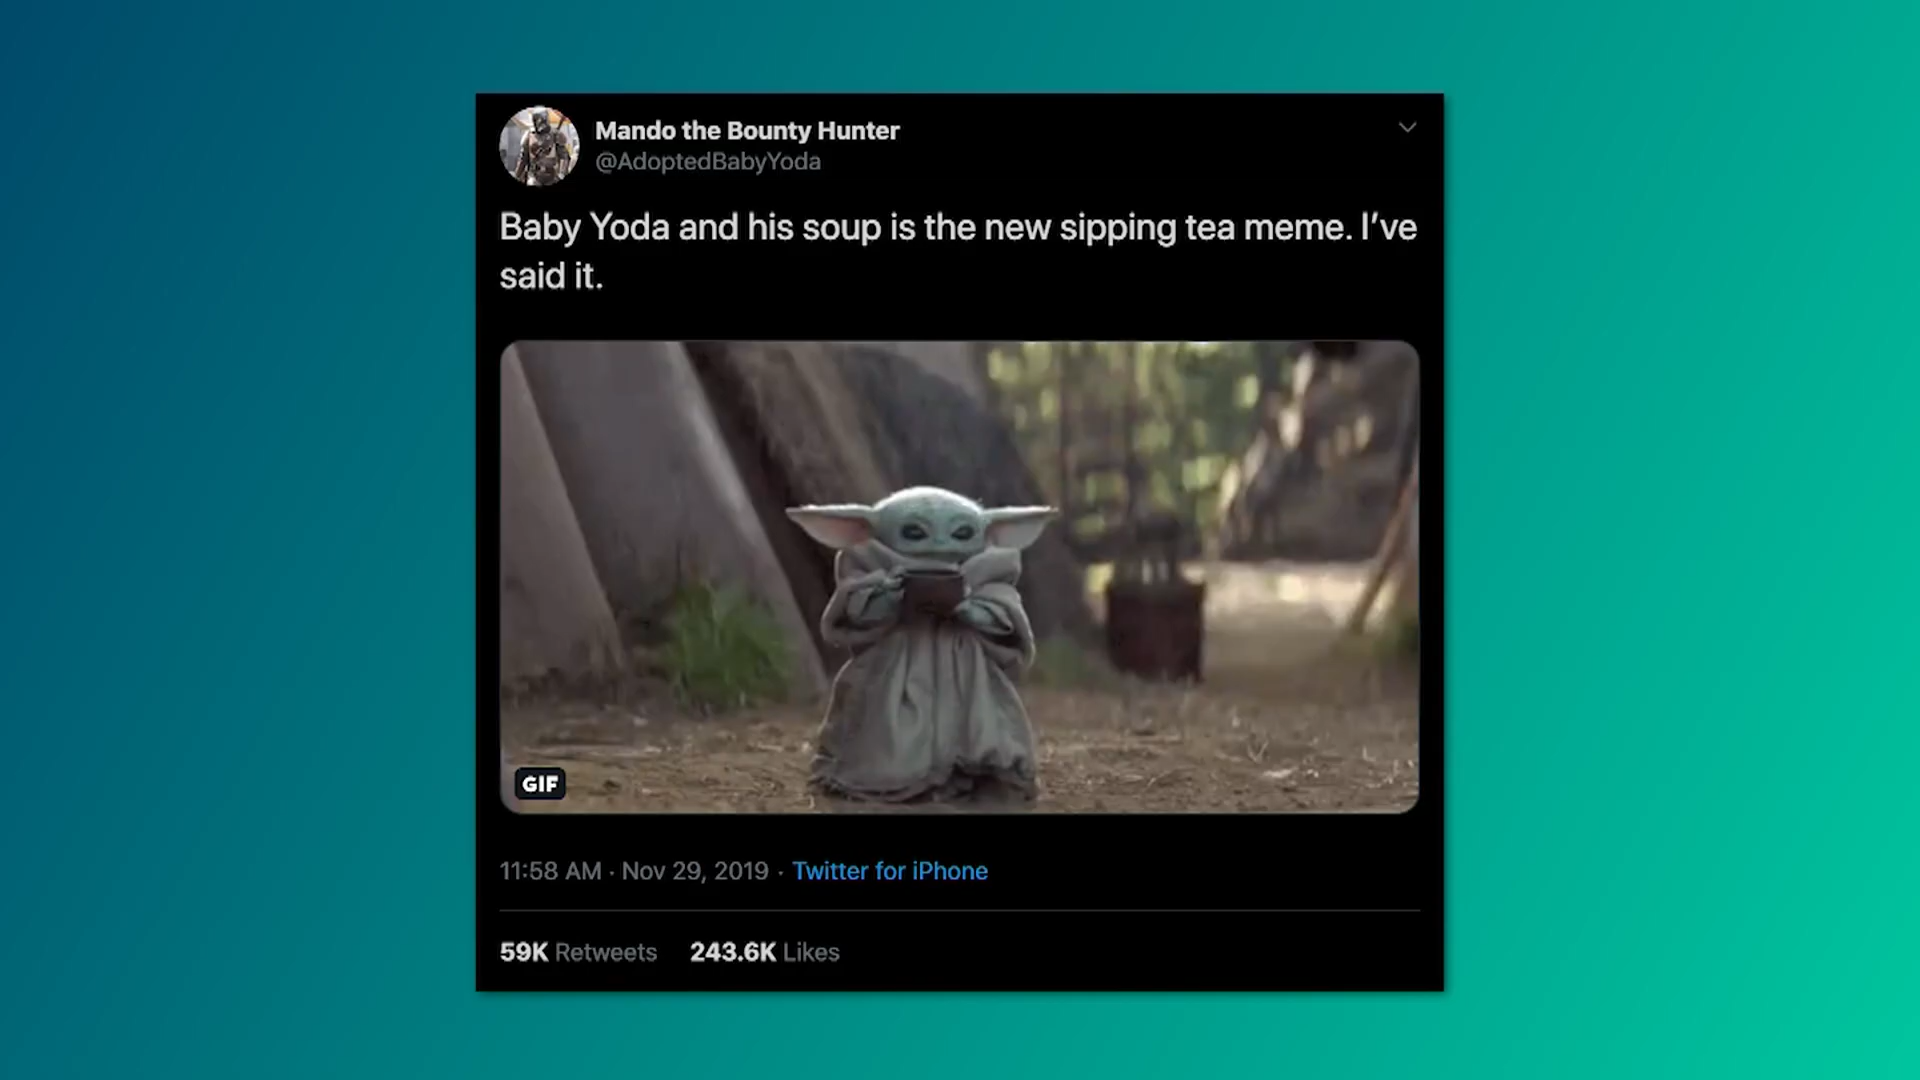 Mando the Bounty Hunter
@AdoptedBabyYoda
Baby Yoda and his soup is the new sipping tea meme. I’ve
said it.
GIF
11:58 AM · Nov 29, 2019 · Twitter for iPhone
59K Retweets 243.6K Likes